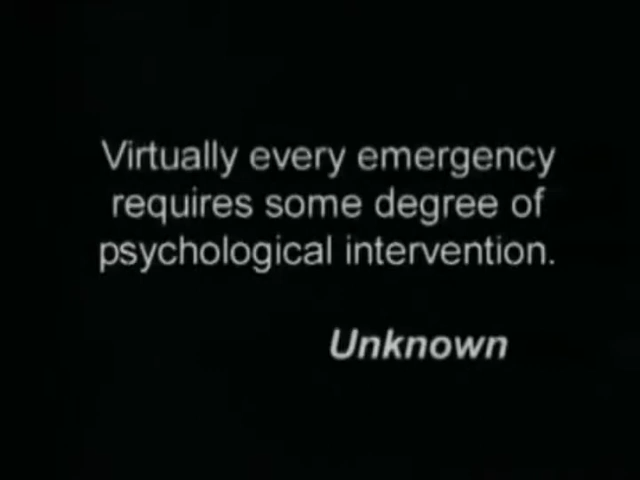 Virtually every emergency
requires some degree of
psychological intervention.
Unknown